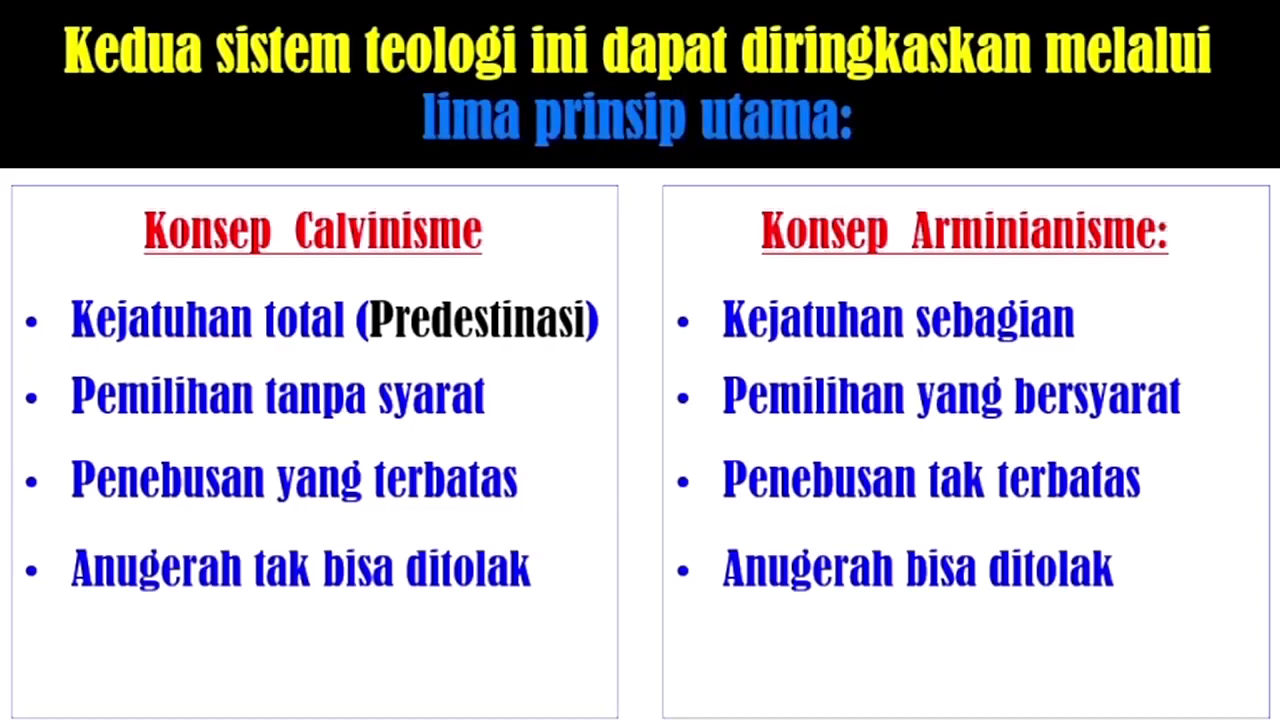 Kedua sistem teologi ini dapat diringkaskan melalui
lima prinsip utama:
Konsep Calvinisme
• Kejatuhan total (Predestinasi)
• Pemilihan tanpa syarat
• Penebusan yang terbatas
• Anugerah tak bisa ditolak
Konsep Arminianisme:
• Kejatuhan sebagian
• Pemilihan yang bersyarat
• Penebusan tak terbatas
• Anugerah bisa ditolak